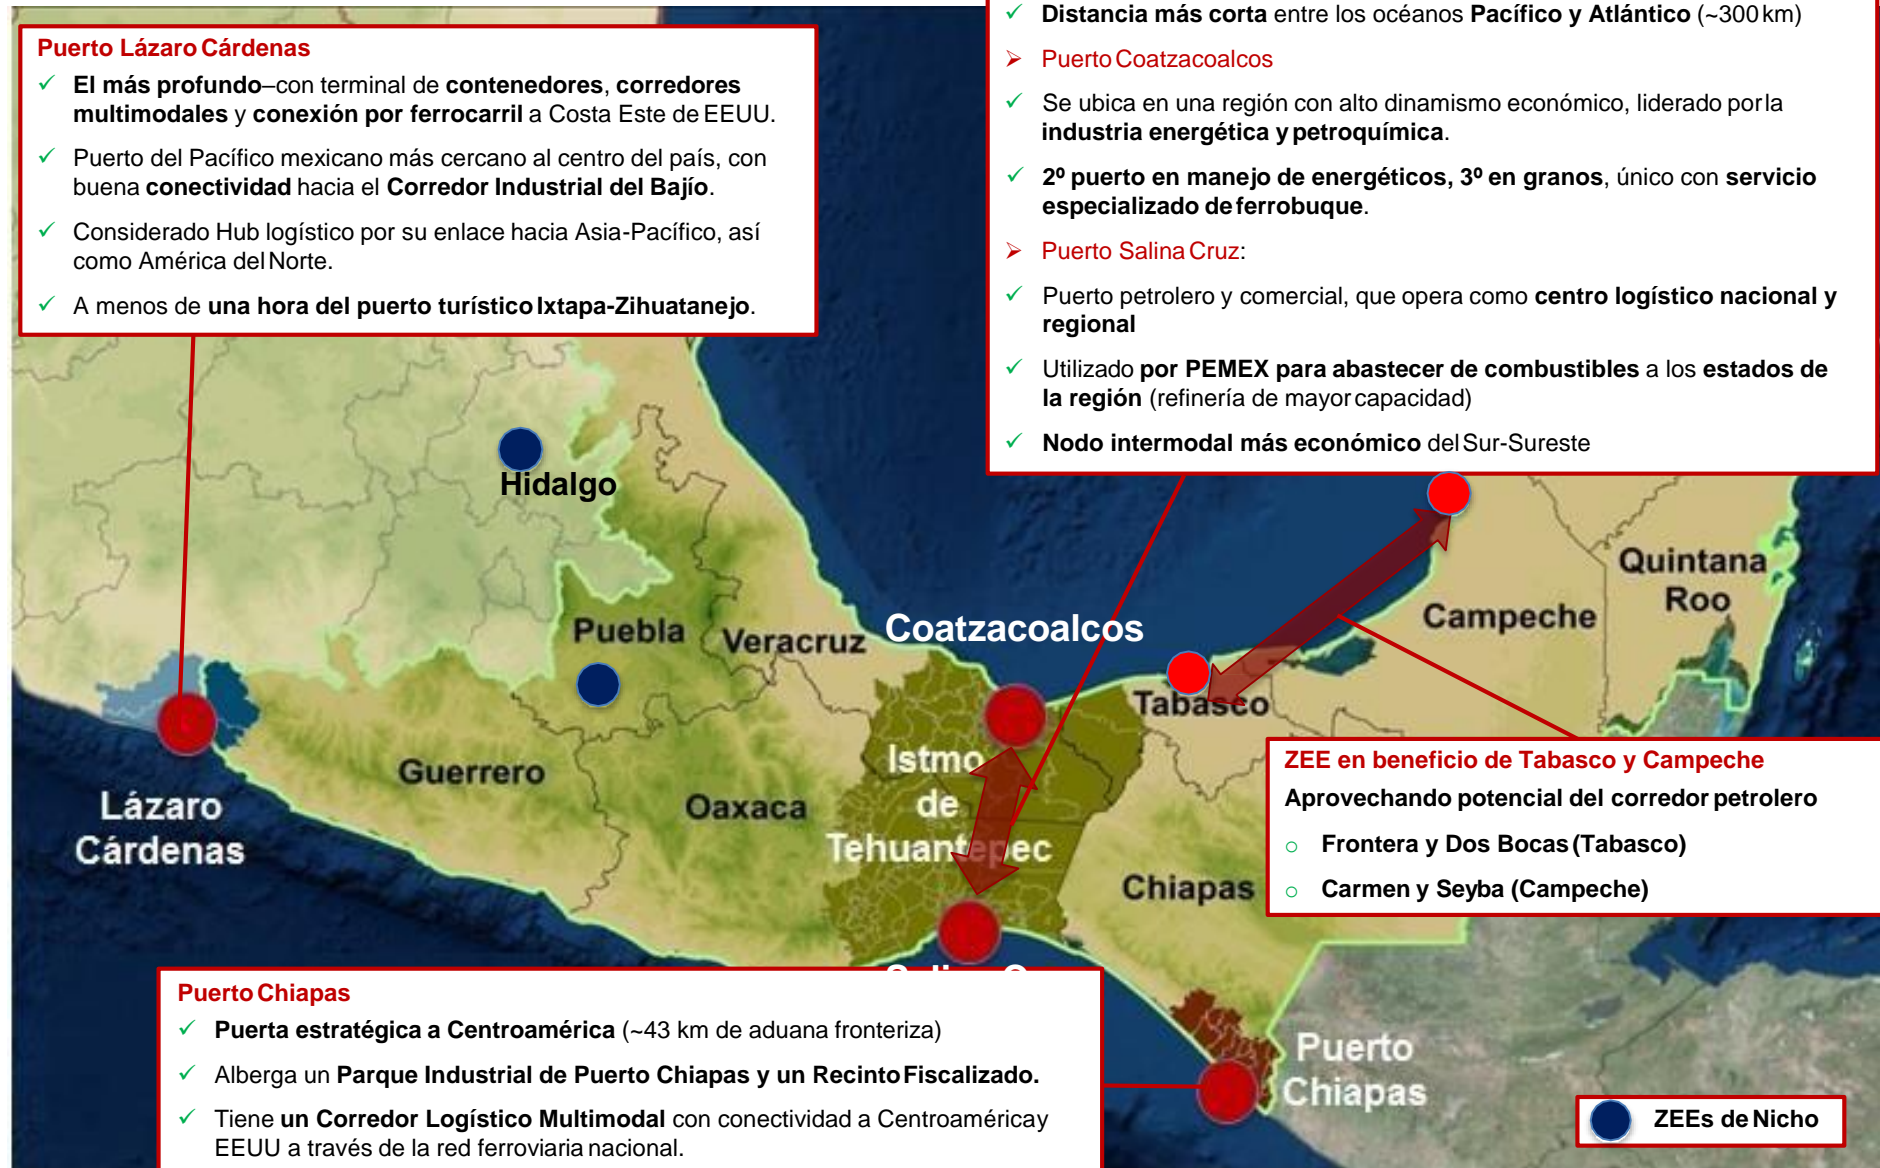 Puerto Lázaro Cárdenas
✓ El más profundo–con terminal de contenedores, corredores
multimodales y conexión por ferrocarril a Costa Este de EEUU.
✓ Puerto del Pacífico mexicano más cercano al centro del país, con
buena conectividad hacia el Corredor Industrial del Bajío.
✓ Considerado Hub logístico por su enlace hacia Asia-Pacífico, así
como América del Norte.
✓ A menos de una hora del puerto turístico Ixtapa-Zihuatanejo.
✓ Distancia más corta entre los océanos Pacífico y Atlántico (~300 km)
➢ Puerto Coatzacoalcos
✓ Se ubica en una región con alto dinamismo económico, liderado por la
industria energética y petroquímica.
✓ 2º puerto en manejo de energéticos, 3º en granos, único con servicio
especializado de ferrobuque.
➢ Puerto Salina Cruz:
✓ Puerto petrolero y comercial, que opera como centro logístico nacional y
regional
✓ Utilizado por PEMEX para abastecer de combustibles a los estados de
la región (refinería de mayor capacidad)
✓ Nodo intermodal más económico del Sur-Sureste
Hidalgo
Puebla
Veracruz
Coatzacoalcos
Tabasco
Campeche
Quintana
Roo
Guerrero
Oaxaca
Istmo
de
Tehuantepec
Chiapas
Lázaro
Cárdenas
ZEE en beneficio de Tabasco y Campeche
Aprovechando potencial del corredor petrolero
o Frontera y Dos Bocas (Tabasco)
o Carmen y Seyba (Campeche)
Puerto Chiapas
✓ Puerta estratégica a Centroamérica (~43 km de aduana fronteriza)
✓ Alberga un Parque Industrial de Puerto Chiapas y un Recinto Fiscalizado.
✓ Tiene un Corredor Logístico Multimodal con conectividad a Centroamérica y
EEUU a través de la red ferroviaria nacional.
Puerto
Chiapas
ZEEs de Nicho